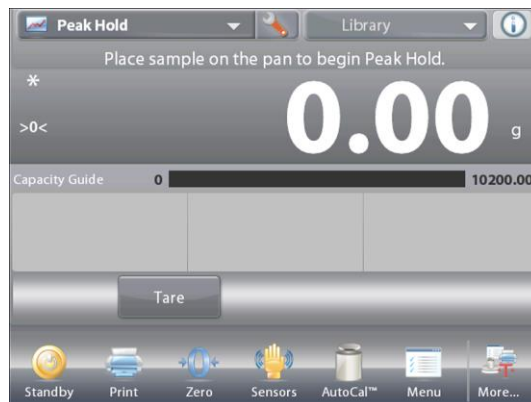 Peak Hold
Library
Place sample on the pan to begin Peak Hold.
*
>0<
0.00 g
Capacity Guide 0 10200.00
Tare
Standby Print Zero Sensors AutoCal™ Menu More...